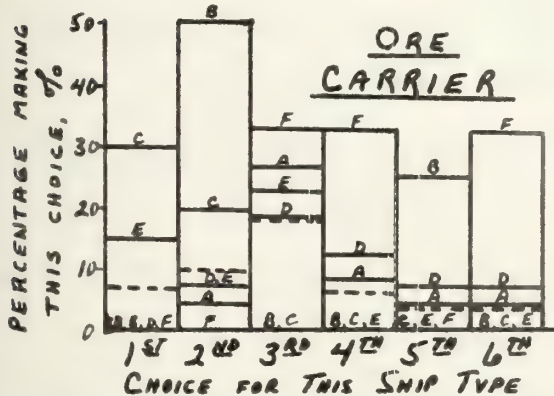 ORE
CARRIER
PERCENTAGE MAKING
THIS CHOICE, %
50
40
30
20
10
0
C
E
B
C
D, E
A
F
F
A
E
D
B, C
F
D
A
B, C, E
B
D
A
F
D
A
B, C, E
1ST 2ND 3RD 4TH 5TH 6TH
CHOICE FOR THIS SHIP TYPE